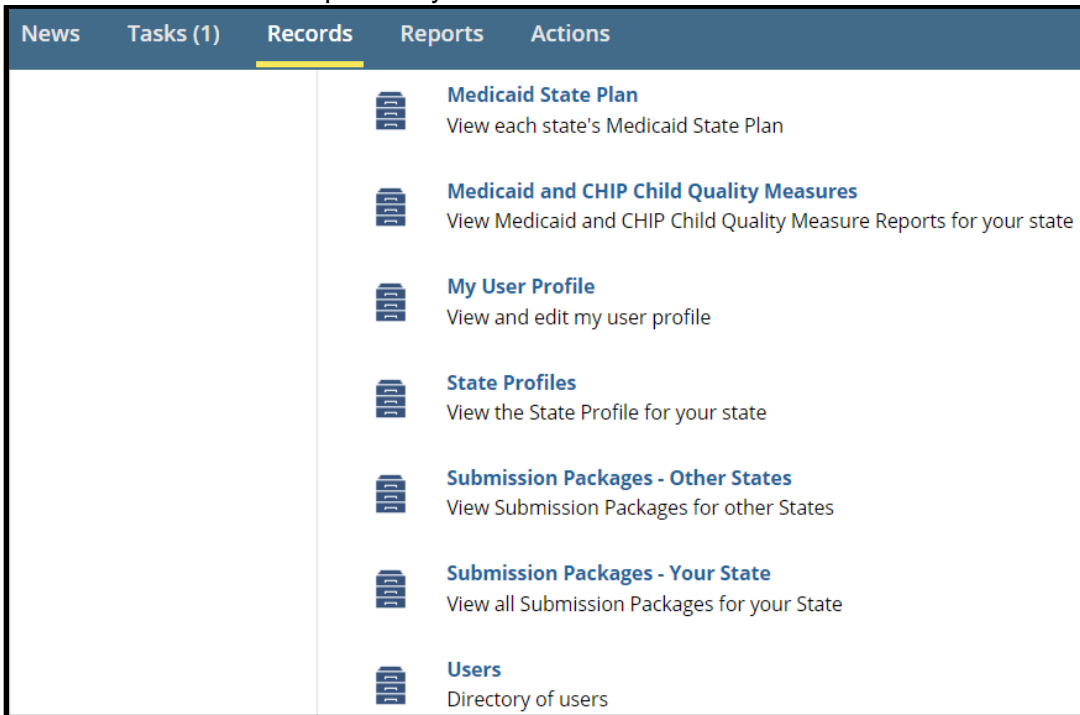 News Tasks (1) Records Reports Actions
Medicaid State Plan
View each state's Medicaid State Plan
Medicaid and CHIP Child Quality Measures
View Medicaid and CHIP Child Quality Measure Reports for your state
My User Profile
View and edit my user profile
State Profiles
View the State Profile for your state
Submission Packages - Other States
View Submission Packages for other States
Submission Packages - Your State
View all Submission Packages for your State
Users
Directory of users